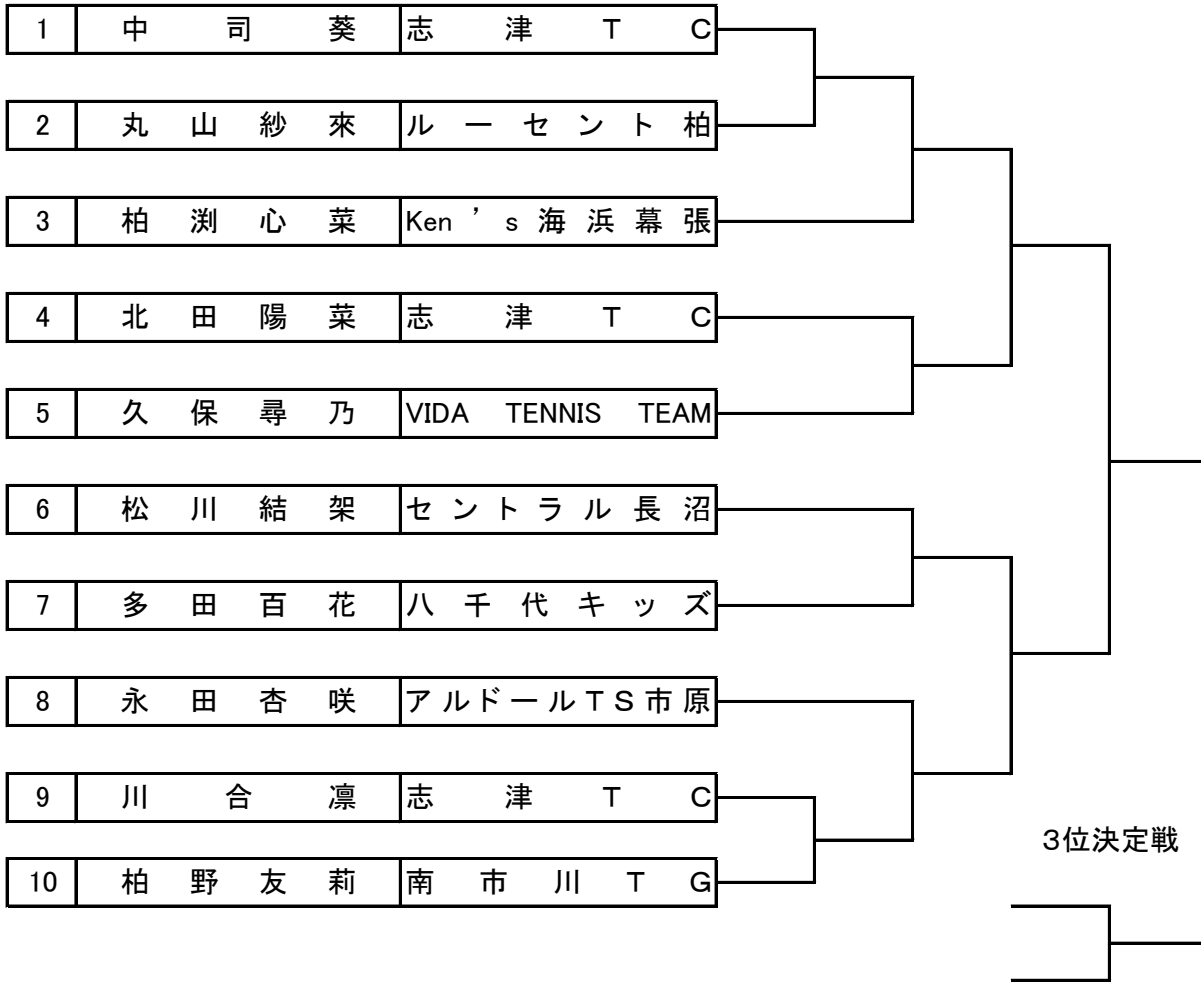 1 中司葵 志津TC
2 丸山紗來 ルーセント柏
3 柏渕心菜 Ken's海浜幕張
4 北田陽菜 志津TC
5 久保尋乃 VIDA TENNIS TEAM
6 松川結架 セントラル長沼
7 多田百花 八千代キッズ
8 永田杏咲 アルドールTS市原
9 川合凛 志津TC
3位決定戦
10 柏野友莉 南市川TG